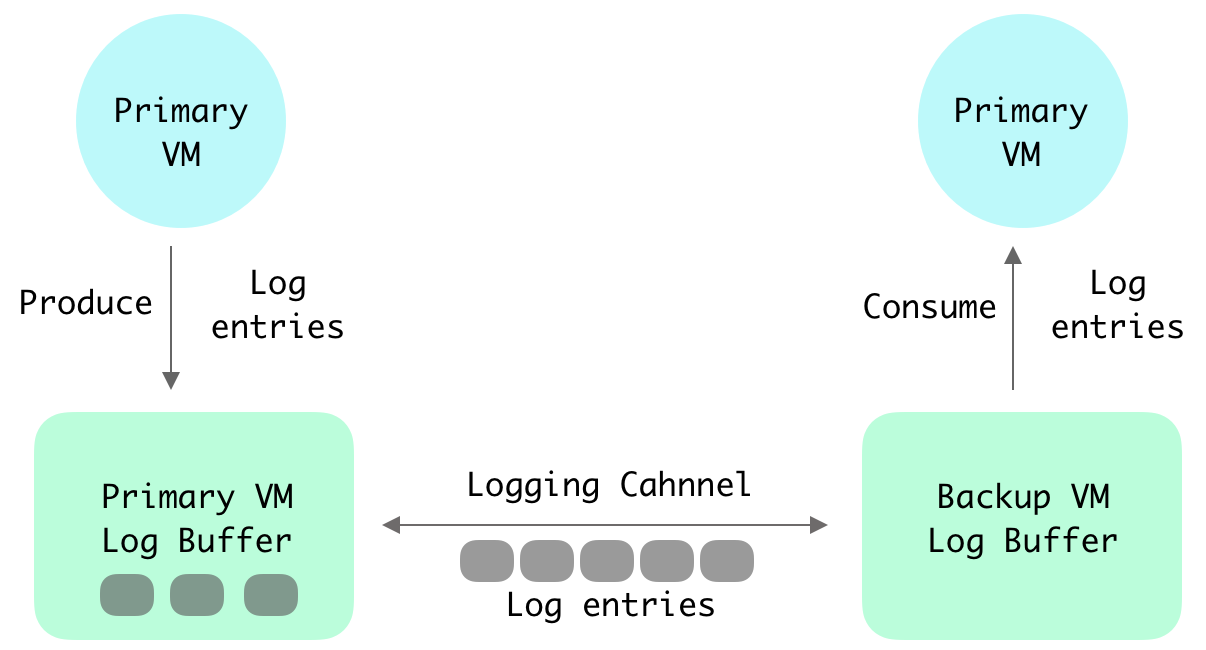 Primary
VM
Primary
VM
Produce
Log
entries
Consume
Log
entries
Primary VM
Log Buffer
Logging Cahnnel
Log entries
Backup VM
Log Buffer